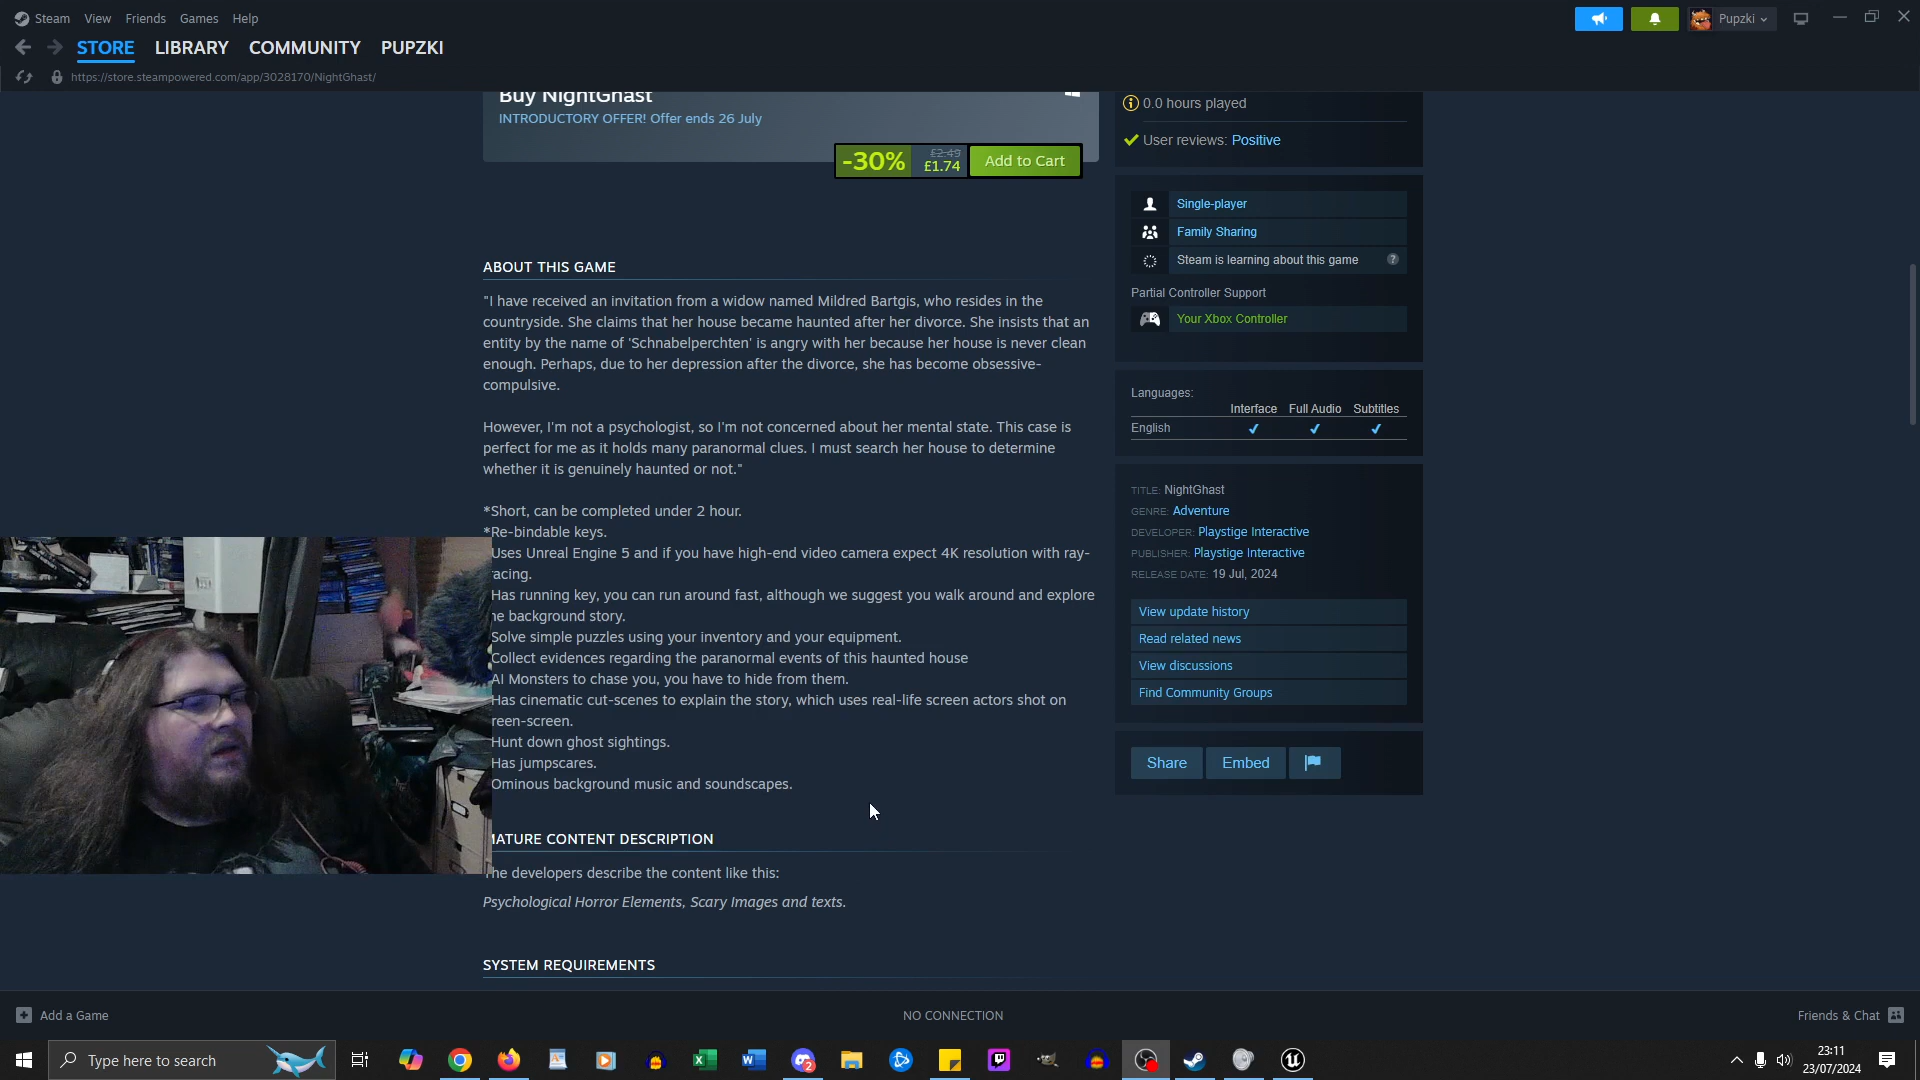 Steam View Friends Games Help
Pupzki
STORE LIBRARY COMMUNITY PUPZKI
https://store.steampowered.com/app/3028170/NightGhast/
Buy NightGhast
INTRODUCTORY OFFER! Offer ends 26 July
-30% £2.49 £1.74 Add to Cart
ABOUT THIS GAME
"I have received an invitation from a widow named Mildred Bartgis, who resides in the
countryside. She claims that her house became haunted after her divorce. She insists that an
entity by the name of 'Schnabelperchten' is angry with her because her house is never clean
enough. Perhaps, due to her depression after the divorce, she has become obsessive-
compulsive.
However, I'm not a psychologist, so I'm not concerned about her mental state. This case is
perfect for me as it holds many paranormal clues. I must search her house to determine
whether it is genuinely haunted or not."
*Short, can be completed under 2 hour.
*Re-bindable keys.
Uses Unreal Engine 5 and if you have high-end video camera expect 4K resolution with ray-
racing.
Has running key, you can run around fast, although we suggest you walk around and explore
he background story.
Solve simple puzzles using your inventory and your equipment.
Collect evidences regarding the paranormal events of this haunted house
AI Monsters to chase you, you have to hide from them.
Has cinematic cut-scenes to explain the story, which uses real-life screen actors shot on
reen-screen.
Hunt down ghost sightings.
Has jumpscares.
Ominous background music and soundscapes.
MATURE CONTENT DESCRIPTION
The developers describe the content like this:
Psychological Horror Elements, Scary Images and texts.
SYSTEM REQUIREMENTS
0.0 hours played
User reviews: Positive
Single-player
Family Sharing
Steam is learning about this game ?
Partial Controller Support
Your Xbox Controller
Languages:
Interface Full Audio Subtitles
English ✔ ✔ ✔
TITLE: NightGhast
GENRE: Adventure
DEVELOPER: Playstige Interactive
PUBLISHER: Playstige Interactive
RELEASE DATE: 19 Jul, 2024
View update history
Read related news
View discussions
Find Community Groups
Share Embed
Add a Game NO CONNECTION Friends & Chat
Type here to search
2
23:11
23/07/2024